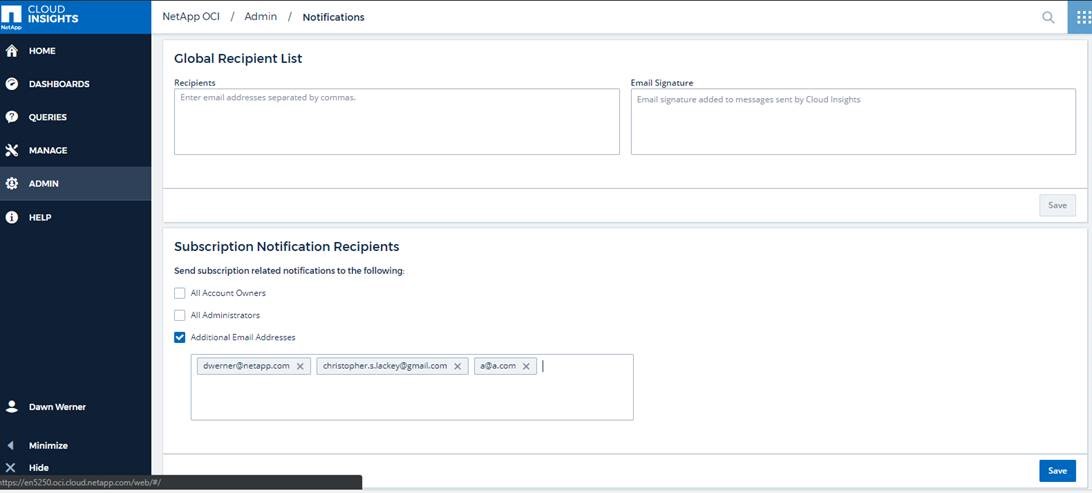 NetApp
CLOUD
INSIGHTS
NetApp OCI / Admin / Notifications
HOME
DASHBOARDS
QUERIES
MANAGE
ADMIN
HELP
Dawn Werner
Minimize
Hide
https://en5250.oci.cloud.netapp.com/web/#/
Global Recipient List
Recipients
Enter email addresses separated by commas.
Email Signature
Email signature added to messages sent by Cloud Insights
Save
Subscription Notification Recipients
Send subscription related notifications to the following:
All Account Owners
All Administrators
Additional Email Addresses
dwerner@netapp.com christopher.s.lackey@gmail.com a@a.com
Save